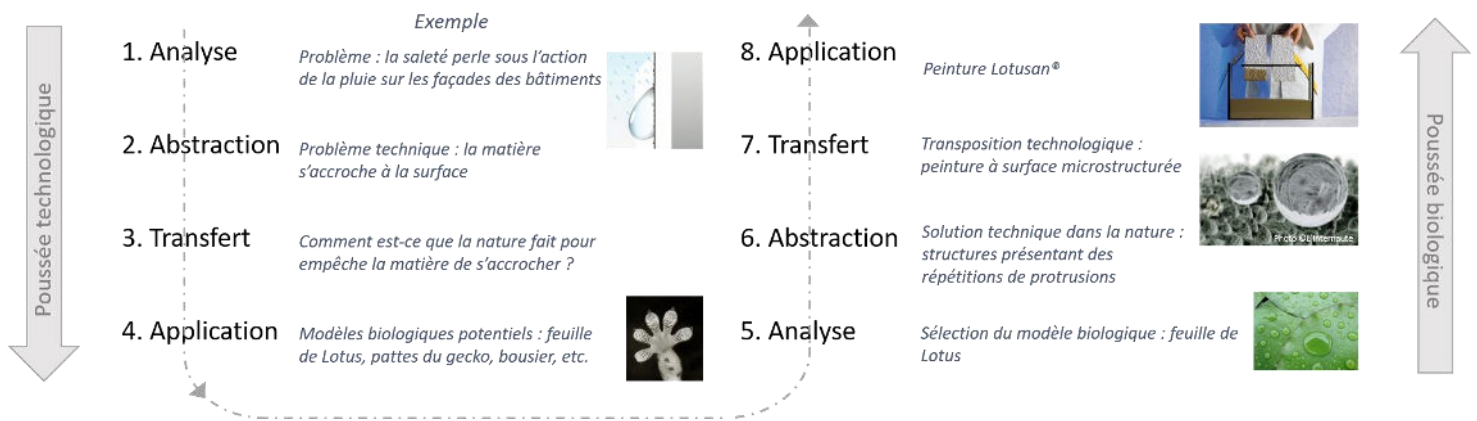 Exemple
Poussée technologique
1. Analyse
Problème : la saleté perle sous l'action
de la pluie sur les façades des bâtiments
2. Abstraction
Problème technique : la matière
s'accroche à la surface
3. Transfert
Comment est-ce que la nature fait pour
empêche la matière de s'accrocher ?
4. Application
Modèles biologiques potentiels : feuille
de Lotus, pattes du gecko, bousier, etc.
8. Application
Peinture Lotusan®
7. Transfert
Transposition technologique :
peinture à surface microstructurée
6. Abstraction
Solution technique dans la nature :
structures présentant des
répétitions de protrusions
Photo ©L'Internaute
5. Analyse
Sélection du modèle biologique : feuille de
Lotus
Poussée biologique